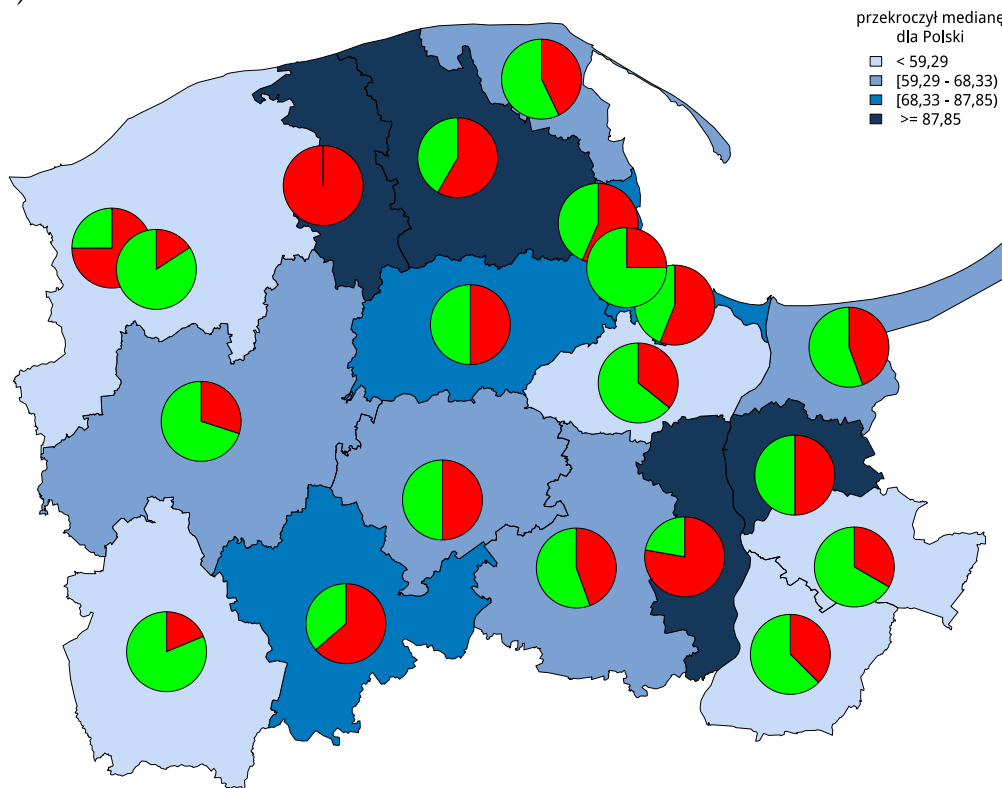 )
przekroczył medianę
dla Polski
< 59,29
[59,29 - 68,33)
[68,33 - 87,85)
>= 87,85